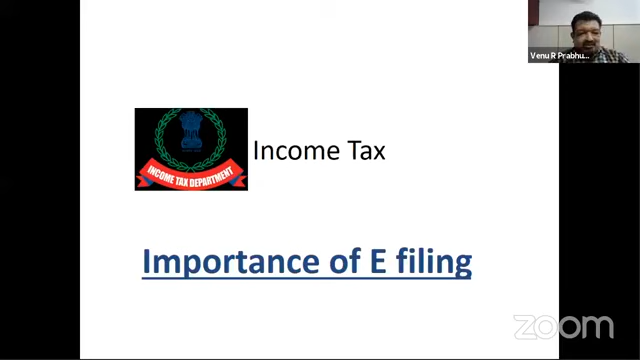 Venu R Prabhu...
INCOME TAX DEPARTMENT
Income Tax
Importance of E filing
zoom